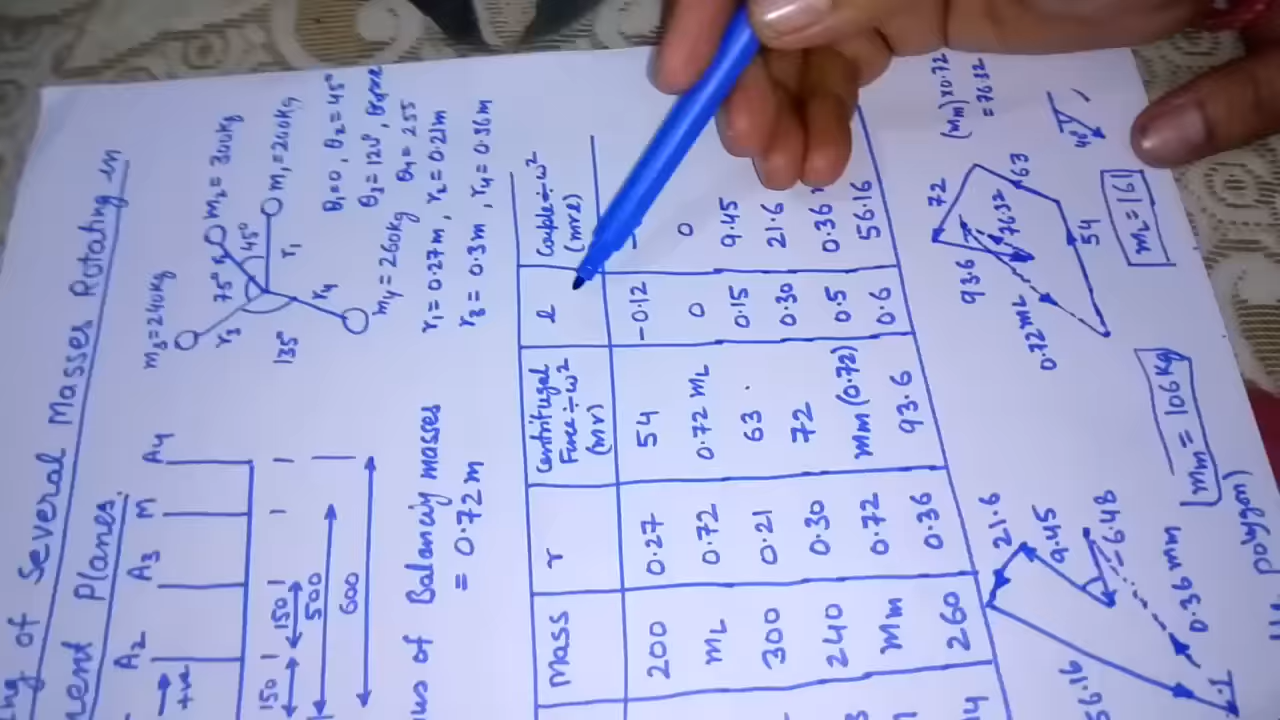 ng of Several Masses Rotating in
ment Planes.
A2 A3 M A4
+ve
150 150
500
600
m3 = 240kg
m2 = 300kg
m1 = 200kg
75° 45°
r3 r1
135° r4
m4 = 260kg
θ1=0, θ2=45°
θ3=120°,
θ4=255
r1=0.27m, r2=0.21m
r3=0.3m, r4=0.36m
us of Balancing masses
= 0.72m
Mass r Centrifugal Force ÷ ω² (mr) l Couple ÷ ω² (mrl)
200 0.27 54 -0.12
mL 0.72 0.72 mL 0 0
300 0.21 63 0.15 9.45
240 0.30 72 0.30 21.6
Mm 0.72 mm(0.72) 0.5 0.36
260 0.36 93.6 0.6 56.16
56.16 21.6 9.45 6.48
0.36 mm
mm = 106 kg
polygon)
93.6 72 63 54
76.32
0.72 mL
(Mm)×0.72
= 76.32
mL = 161